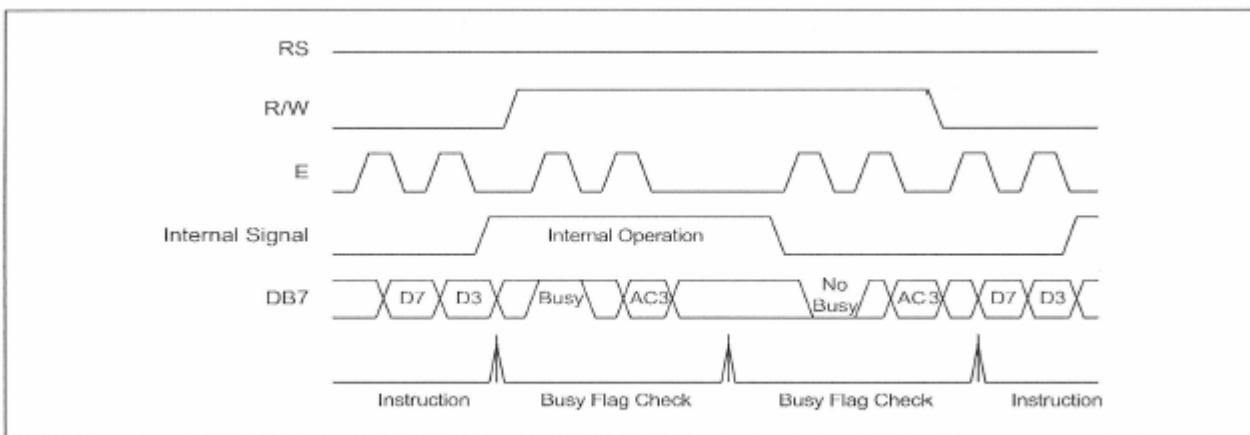 RS
R/W
E
Internal Signal
Internal Operation
DB7
D7
D3
Busy
AC3
No
Busy
AC3
D7
D3
Instruction
Busy Flag Check
Busy Flag Check
Instruction